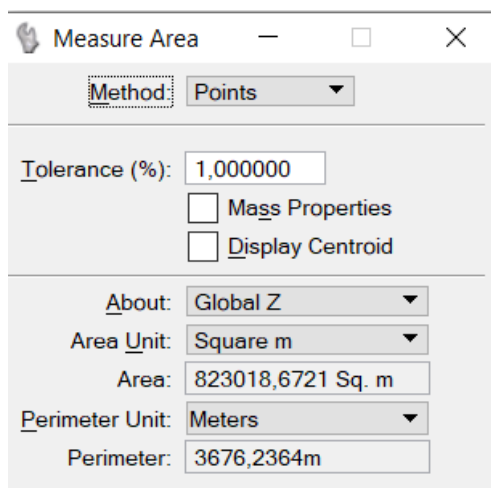 Measure Area
Method: Points
Tolerance (%): 1,000000
Mass Properties
Display Centroid
About: Global Z
Area Unit: Square m
Area: 823018,6721 Sq. m
Perimeter Unit: Meters
Perimeter: 3676,2364m